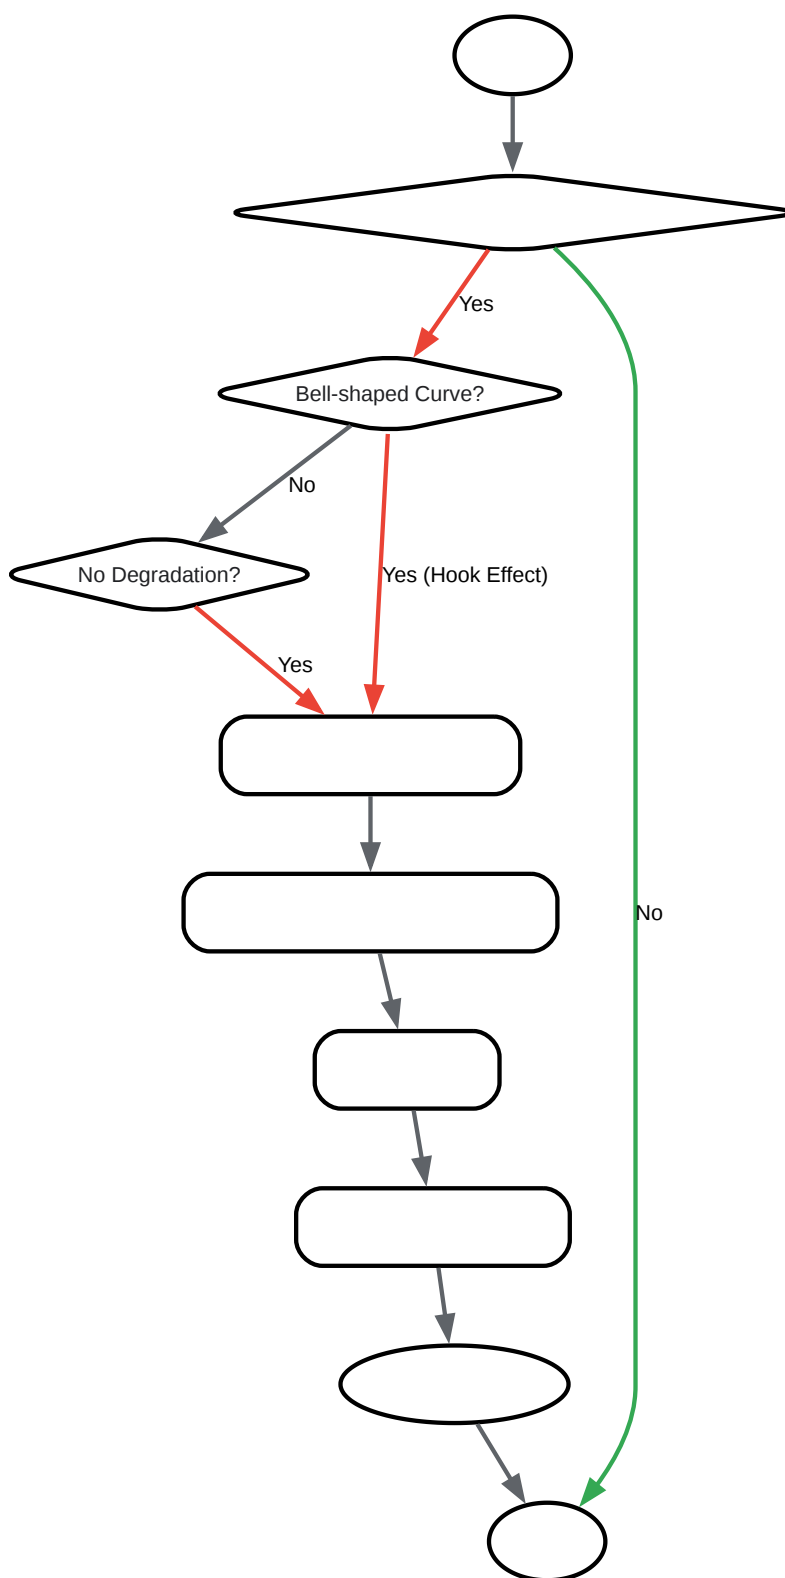 Yes
Bell-shaped Curve?
No
No Degradation?
Yes (Hook Effect)
Yes
No